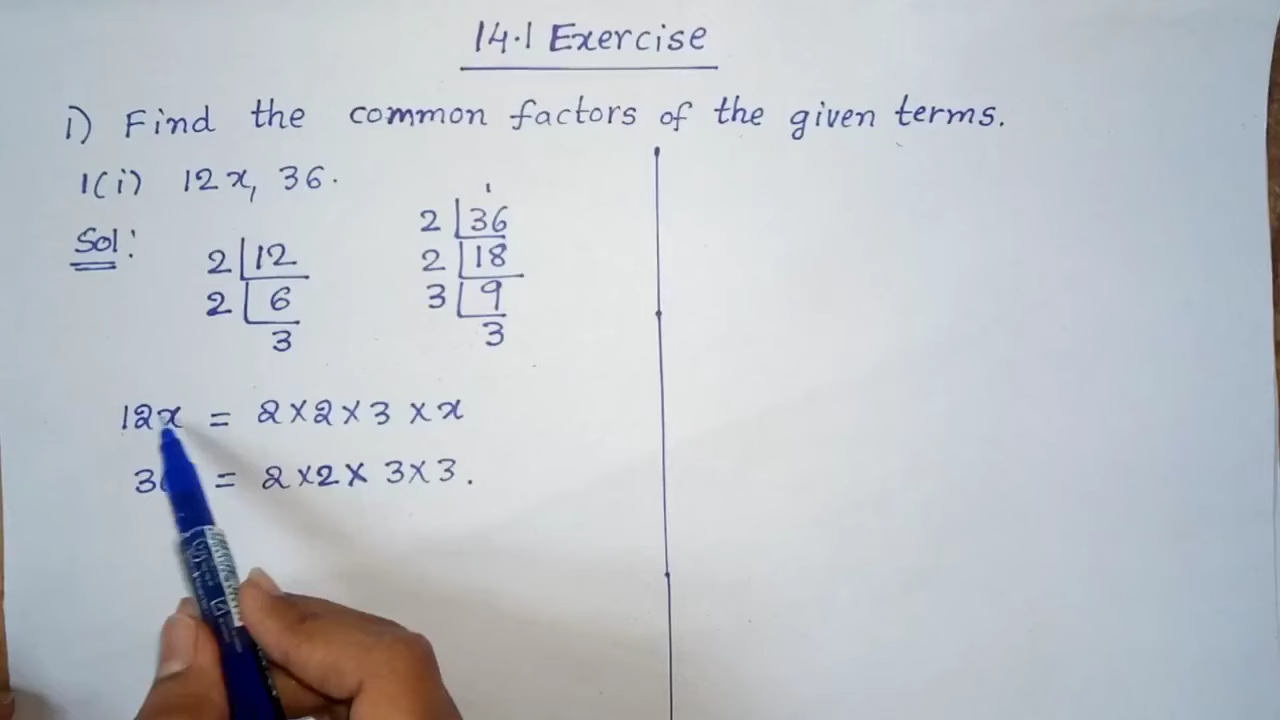 14.1 Exercise
1) Find the common factors of the given terms.
1(i) 12x, 36.
Sol:
2 | 12
2 | 6
3
2 | 36
2 | 18
3 | 9
3
12x = 2×2×3×x
= 2×2×3×3.